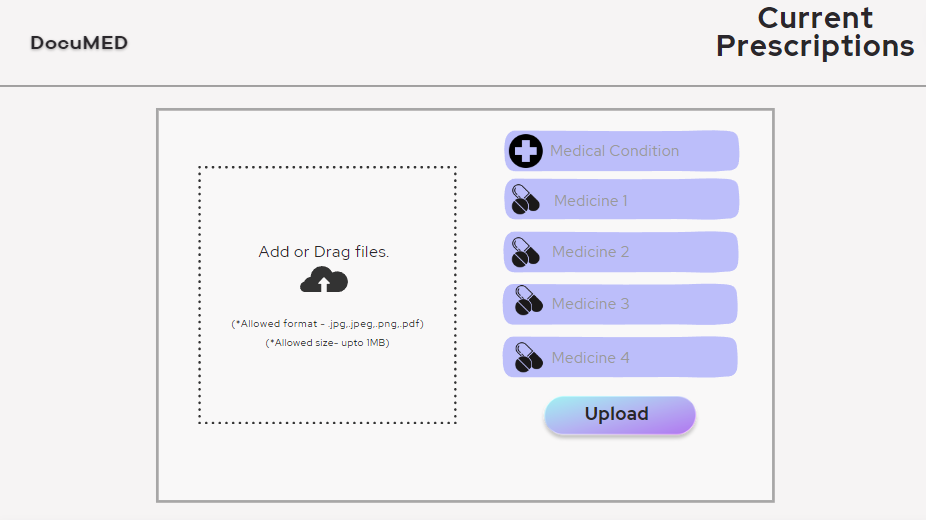 DocuMED
Current
Prescriptions
Add or Drag files.
(*Allowed format - .jpg,.jpeg,.png,.pdf)
(*Allowed size- upto 1MB)
Medical Condition
Medicine 1
Medicine 2
Medicine 3
Medicine 4
Upload